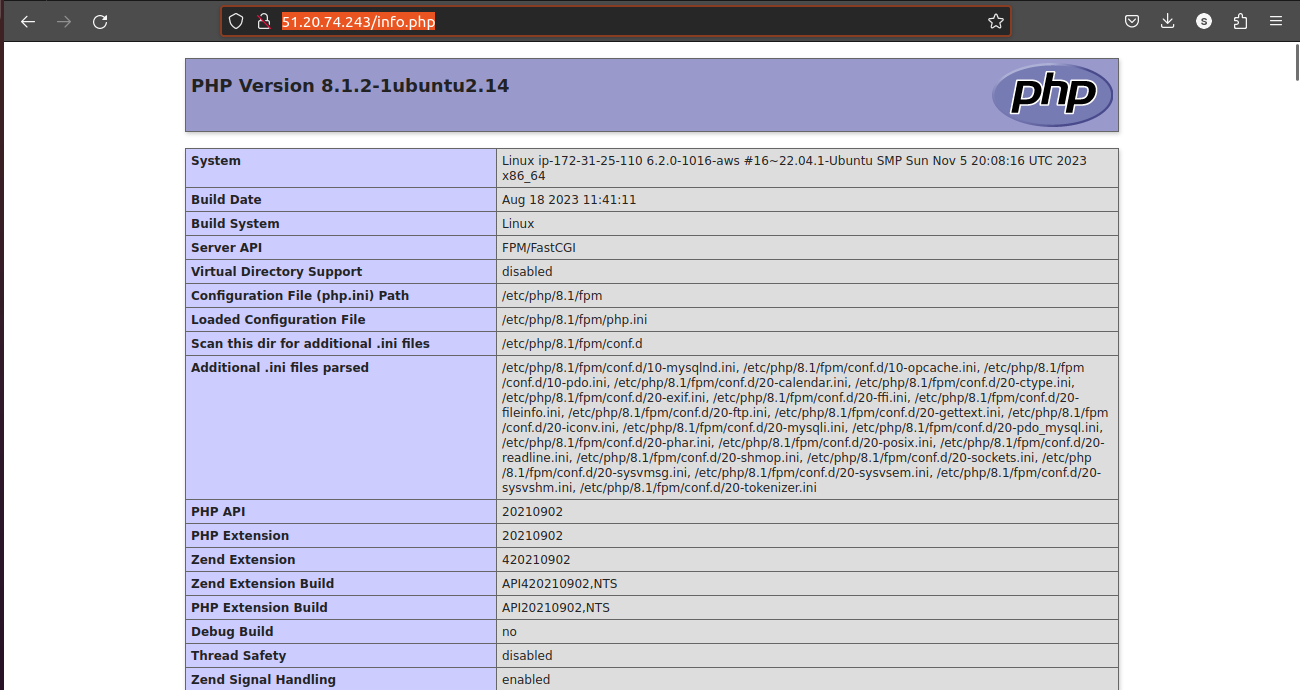 51.20.74.243/info.php
S
PHP Version 8.1.2-1ubuntu2.14
php
System
Linux ip-172-31-25-110 6.2.0-1016-aws #16~22.04.1-Ubuntu SMP Sun Nov 5 20:08:16 UTC 2023
x86_64
Build Date
Aug 18 2023 11:41:11
Build System
Linux
Server API
FPM/FastCGI
Virtual Directory Support
disabled
Configuration File (php.ini) Path
/etc/php/8.1/fpm
Loaded Configuration File
/etc/php/8.1/fpm/php.ini
Scan this dir for additional .ini files
/etc/php/8.1/fpm/conf.d
Additional .ini files parsed
/etc/php/8.1/fpm/conf.d/10-mysqlnd.ini, /etc/php/8.1/fpm/conf.d/10-opcache.ini, /etc/php/8.1/fpm
/conf.d/10-pdo.ini, /etc/php/8.1/fpm/conf.d/20-calendar.ini, /etc/php/8.1/fpm/conf.d/20-ctype.ini,
/etc/php/8.1/fpm/conf.d/20-exif.ini, /etc/php/8.1/fpm/conf.d/20-ffi.ini, /etc/php/8.1/fpm/conf.d/20-
fileinfo.ini, /etc/php/8.1/fpm/conf.d/20-ftp.ini, /etc/php/8.1/fpm/conf.d/20-gettext.ini, /etc/php/8.1/fpm
/conf.d/20-iconv.ini, /etc/php/8.1/fpm/conf.d/20-mysqli.ini, /etc/php/8.1/fpm/conf.d/20-pdo_mysql.ini,
/etc/php/8.1/fpm/conf.d/20-phar.ini, /etc/php/8.1/fpm/conf.d/20-posix.ini, /etc/php/8.1/fpm/conf.d/20-
readline.ini, /etc/php/8.1/fpm/conf.d/20-shmop.ini, /etc/php/8.1/fpm/conf.d/20-sockets.ini, /etc/php
/8.1/fpm/conf.d/20-sysvmsg.ini, /etc/php/8.1/fpm/conf.d/20-sysvsem.ini, /etc/php/8.1/fpm/conf.d/20-
sysvshm.ini, /etc/php/8.1/fpm/conf.d/20-tokenizer.ini
PHP API
20210902
PHP Extension
20210902
Zend Extension
420210902
Zend Extension Build
API420210902,NTS
PHP Extension Build
API20210902,NTS
Debug Build
no
Thread Safety
disabled
Zend Signal Handling
enabled